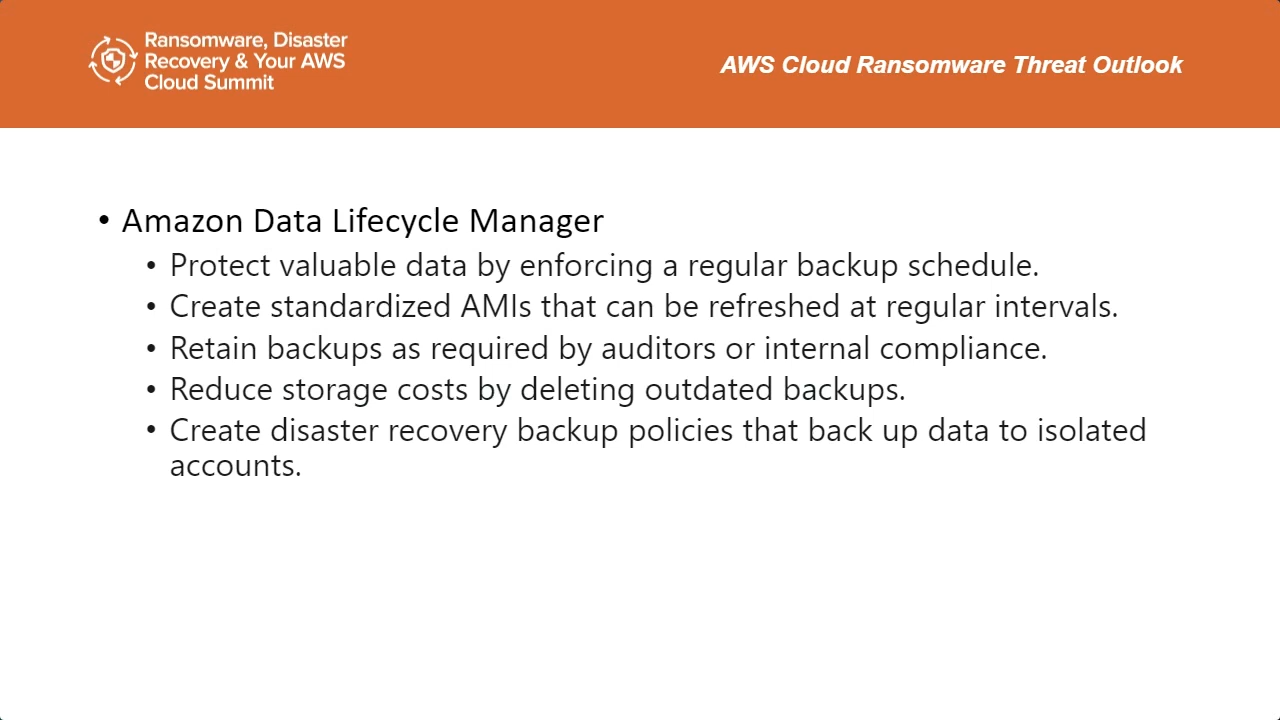 Ransomware, Disaster
Recovery & Your AWS
Cloud Summit
AWS Cloud Ransomware Threat Outlook
• Amazon Data Lifecycle Manager
• Protect valuable data by enforcing a regular backup schedule.
• Create standardized AMIs that can be refreshed at regular intervals.
• Retain backups as required by auditors or internal compliance.
• Reduce storage costs by deleting outdated backups.
• Create disaster recovery backup policies that back up data to isolated
accounts.